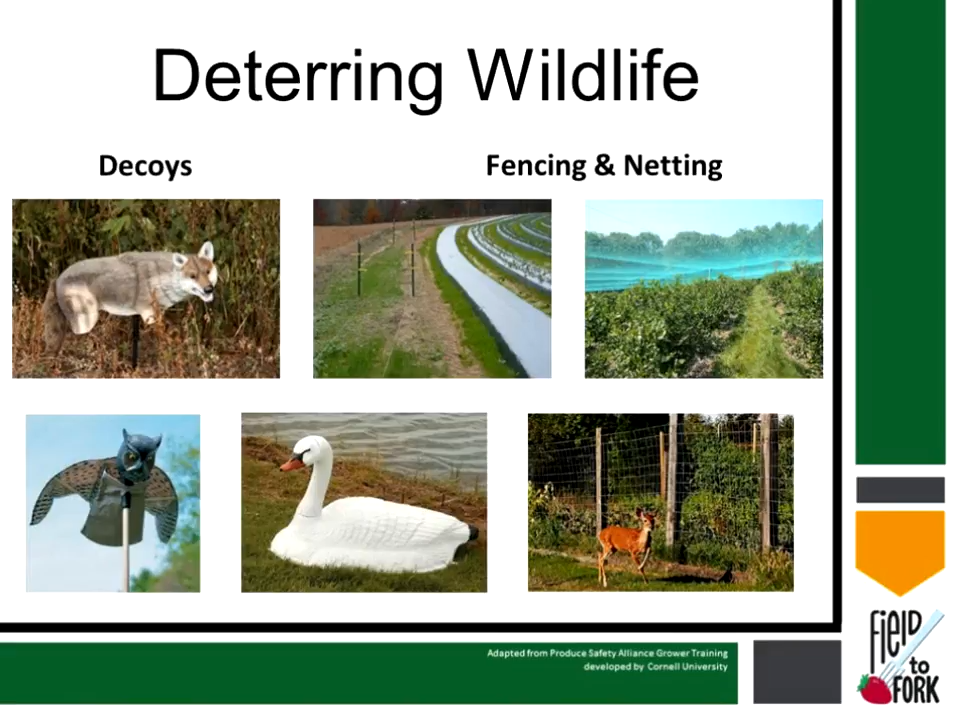 Deterring Wildlife
Decoys
Fencing & Netting
Adapted from Produce Safety Alliance Grower Training
developed by Cornell University
FIELD
to
FORK